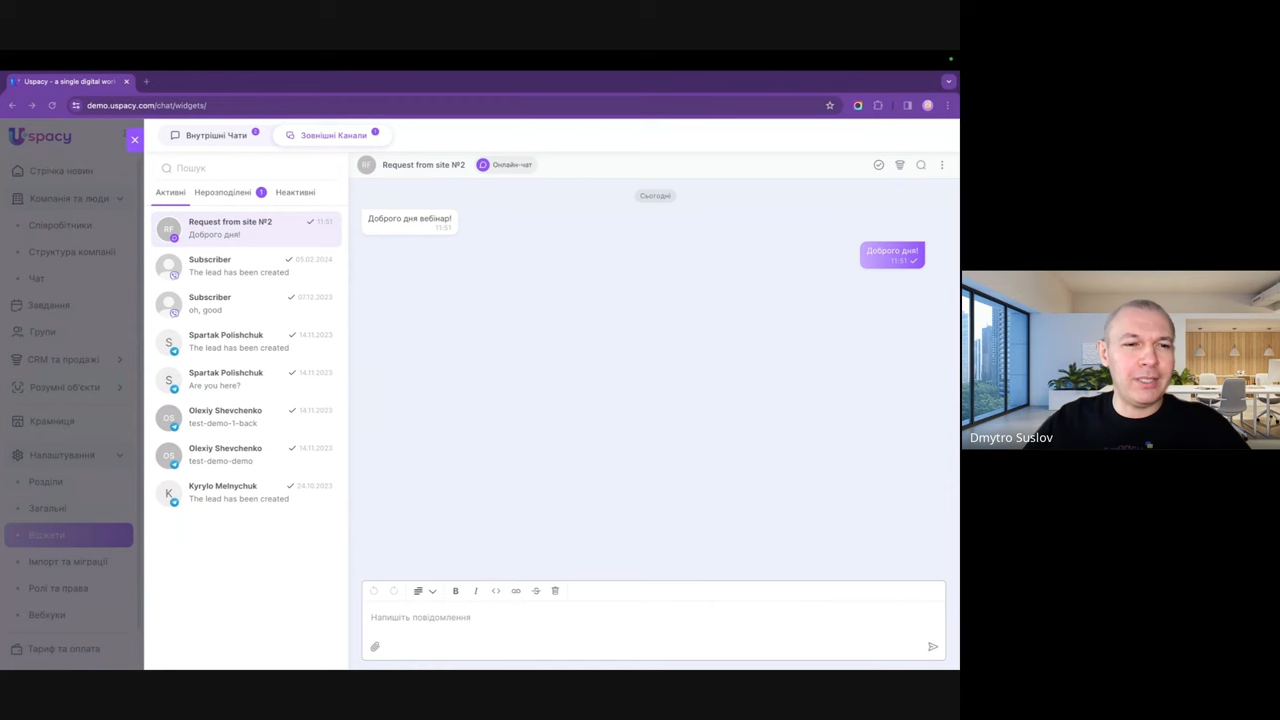 Uspacy - a single digital worl
demo.uspacy.com/chat/widgets/
Uspacy
Стрічка новин
Компанія та люди
Співробітники
Структура компанії
Чат
Завдання
Групи
CRM та продажі
Розумні об'єкти
Крамниця
Налаштування
Розділи
Загальні
Віджети
Імпорт та міграції
Ролі та права
Вебхуки
Тариф та оплата
Внутрішні Чати
Зовнішні Канали 1
Пошук
Активні Нерозподілені 1 Неактивні
RF Request from site №2 11:51
Доброго дня!
Subscriber 05.02.2024
The lead has been created
Subscriber 07.12.2023
oh, good
S Spartak Polishchuk 14.11.2023
The lead has been created
S Spartak Polishchuk 14.11.2023
Are you here?
OS Olexiy Shevchenko 14.11.2023
test-demo-1-back
OS Olexiy Shevchenko 14.11.2023
test-demo-demo
K Kyrylo Melnychuk 24.10.2023
The lead has been created
RF Request from site №2 Онлайн-чат
Сьогодні
Доброго дня вебінар!
11:51
Доброго дня!
11:51
B I
Напишіть повідомлення
Dmytro Suslov